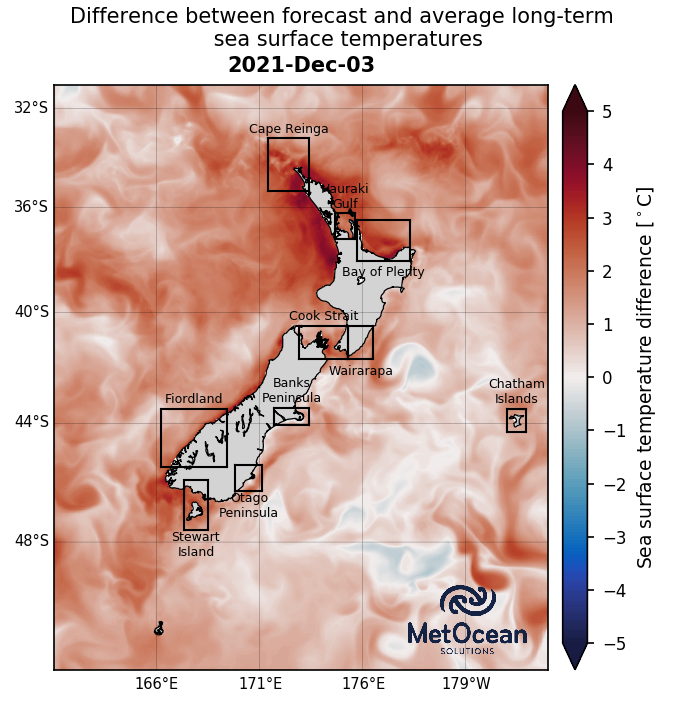 Difference between forecast and average long-term
sea surface temperatures
2021-Dec-03
32°S
36°S
40°S
44°S
48°S
Cape Reinga
Hauraki
Gulf
Bay of Plenty
Cook Strait
Wairarapa
Banks
Peninsula
Fiordland
Chatham
Islands
Otago
Peninsula
Stewart
Island
MetOcean
SOLUTIONS
166°E
171°E
176°E
179°W
5
4
3
2
1
0
−1
−2
−3
−4
−5
Sea surface temperature difference [°C]